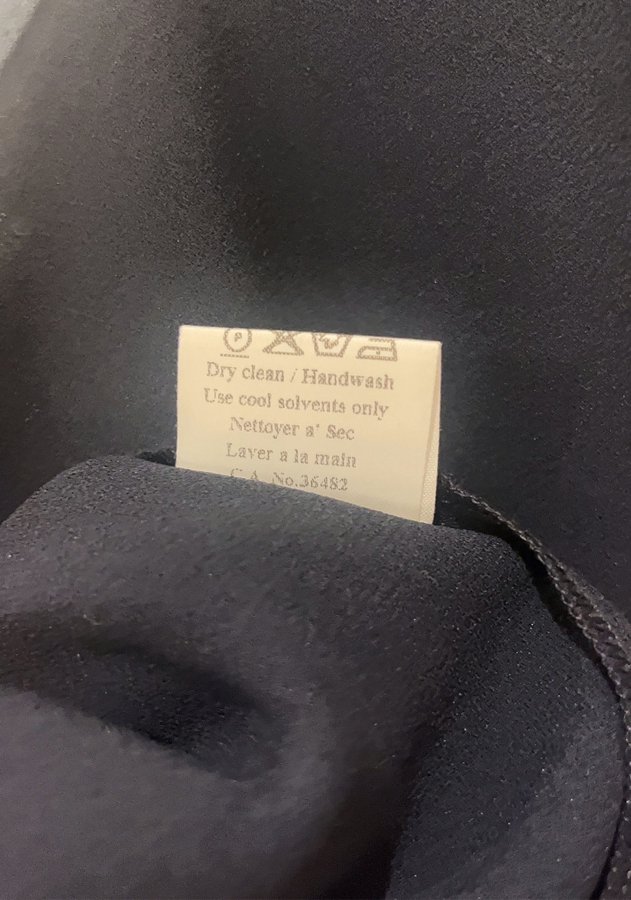 P
Dry clean / Handwash
Use cool solvents only
Nettoyer a' Sec
Laver a la main
C.A. No.36482